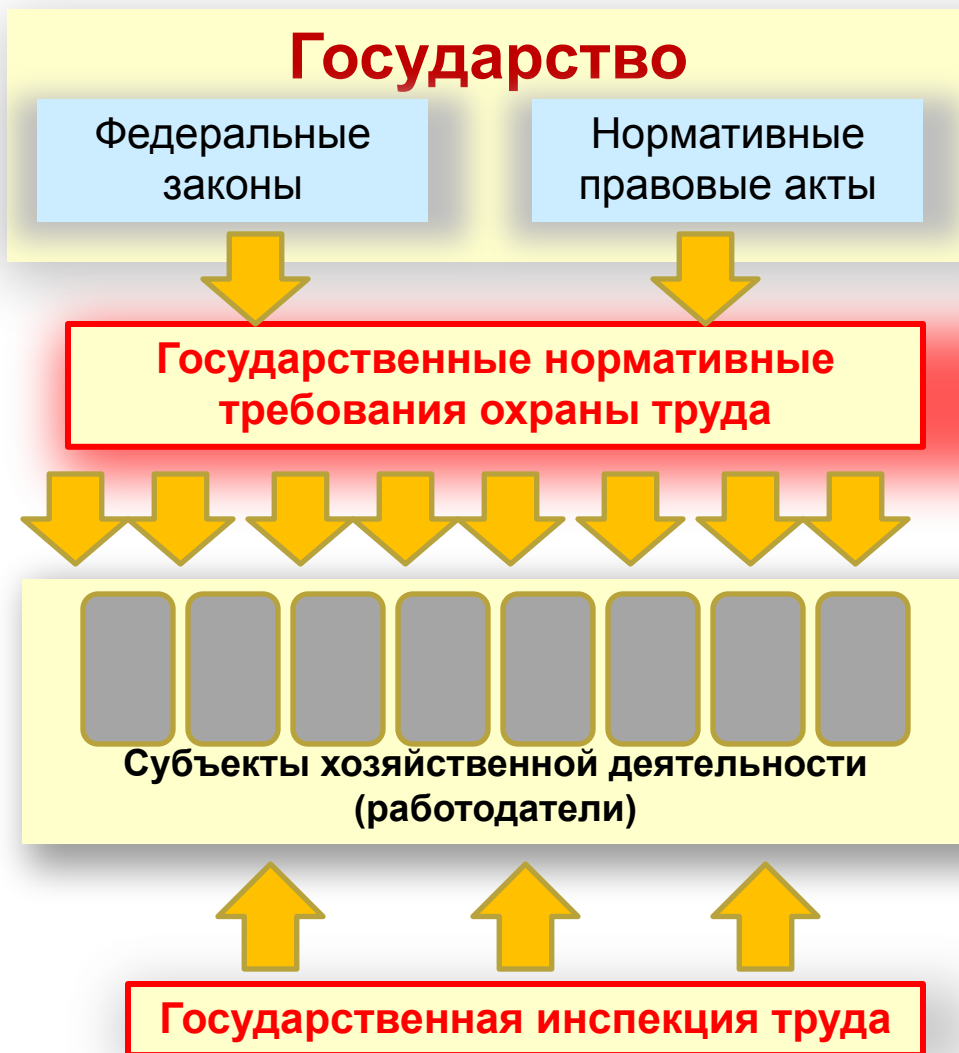 Государство
Федеральные
законы
Нормативные
правовые акты
Государственные нормативные
требования охраны труда
Субъекты хозяйственной деятельности
(работодатели)
Государственная инспекция труда